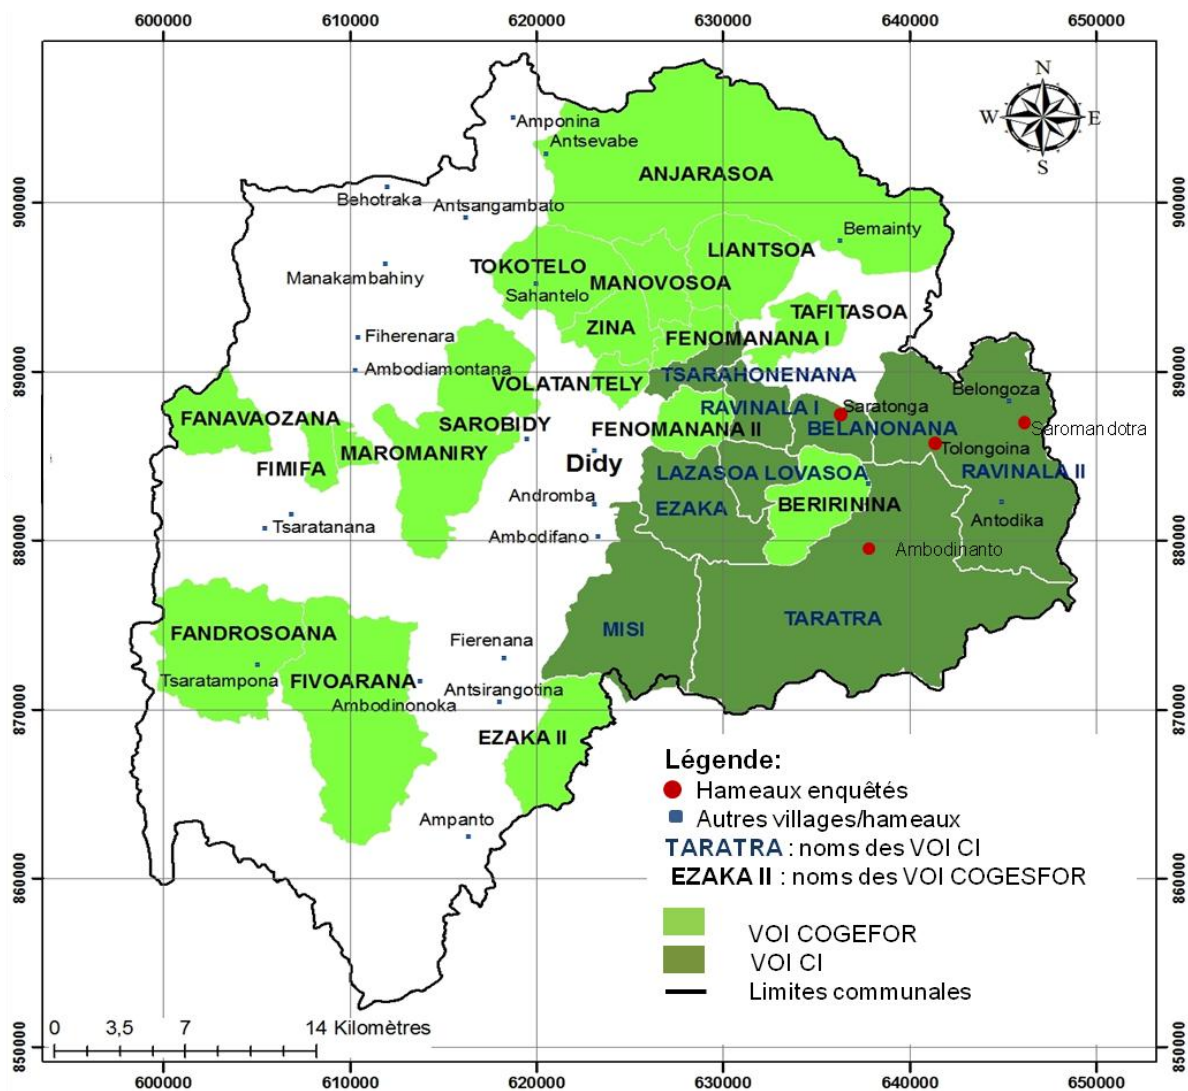 600000 610000 620000 630000 640000 650000
N
W E
S
900000 900000
890000 890000
880000 880000
870000 870000
860000 860000
850000 850000
Amponina
Antsevabe
ANJARASOA
Behotraka
Antsangambato
Bemainty
LIANTSOA
TOKOTELO
Manakambahiny
MANOVOSOA
Sahantelo
TAFITASOA
ZINA
Fiherenara
FENOMANANA I
Ambodiamontana
TSARAHONENANA
VOLATANTELY
Belongoza
FANAVAOZANA
RAVINALA I
Saratonga
SAROBIDY
FENOMANANA II
BELANONANA
Saromandotra
MAROMANIRY
Tolongoina
Didy
FIMIFA
LAZASOA LOVASOA
RAVINALA II
Andromba
EZAKA
BERIRININA
Tsaratanana
Antodika
Ambodifano
Ambodinanto
TARATRA
FANDROSOANA
MISI
Fierenana
Tsaratampona
FIVOARANA
Antsirangotina
Ambodinonoka
EZAKA II
Ampanto
Légende:
Hameaux enquêtés
Autres villages/hameaux
TARATRA : noms des VOI CI
EZAKA II : noms des VOI COGESFOR
VOI COGEFOR
VOI CI
Limites communales
0 3,5 7 14 Kilomètres
600000 610000 620000 630000 640000 650000